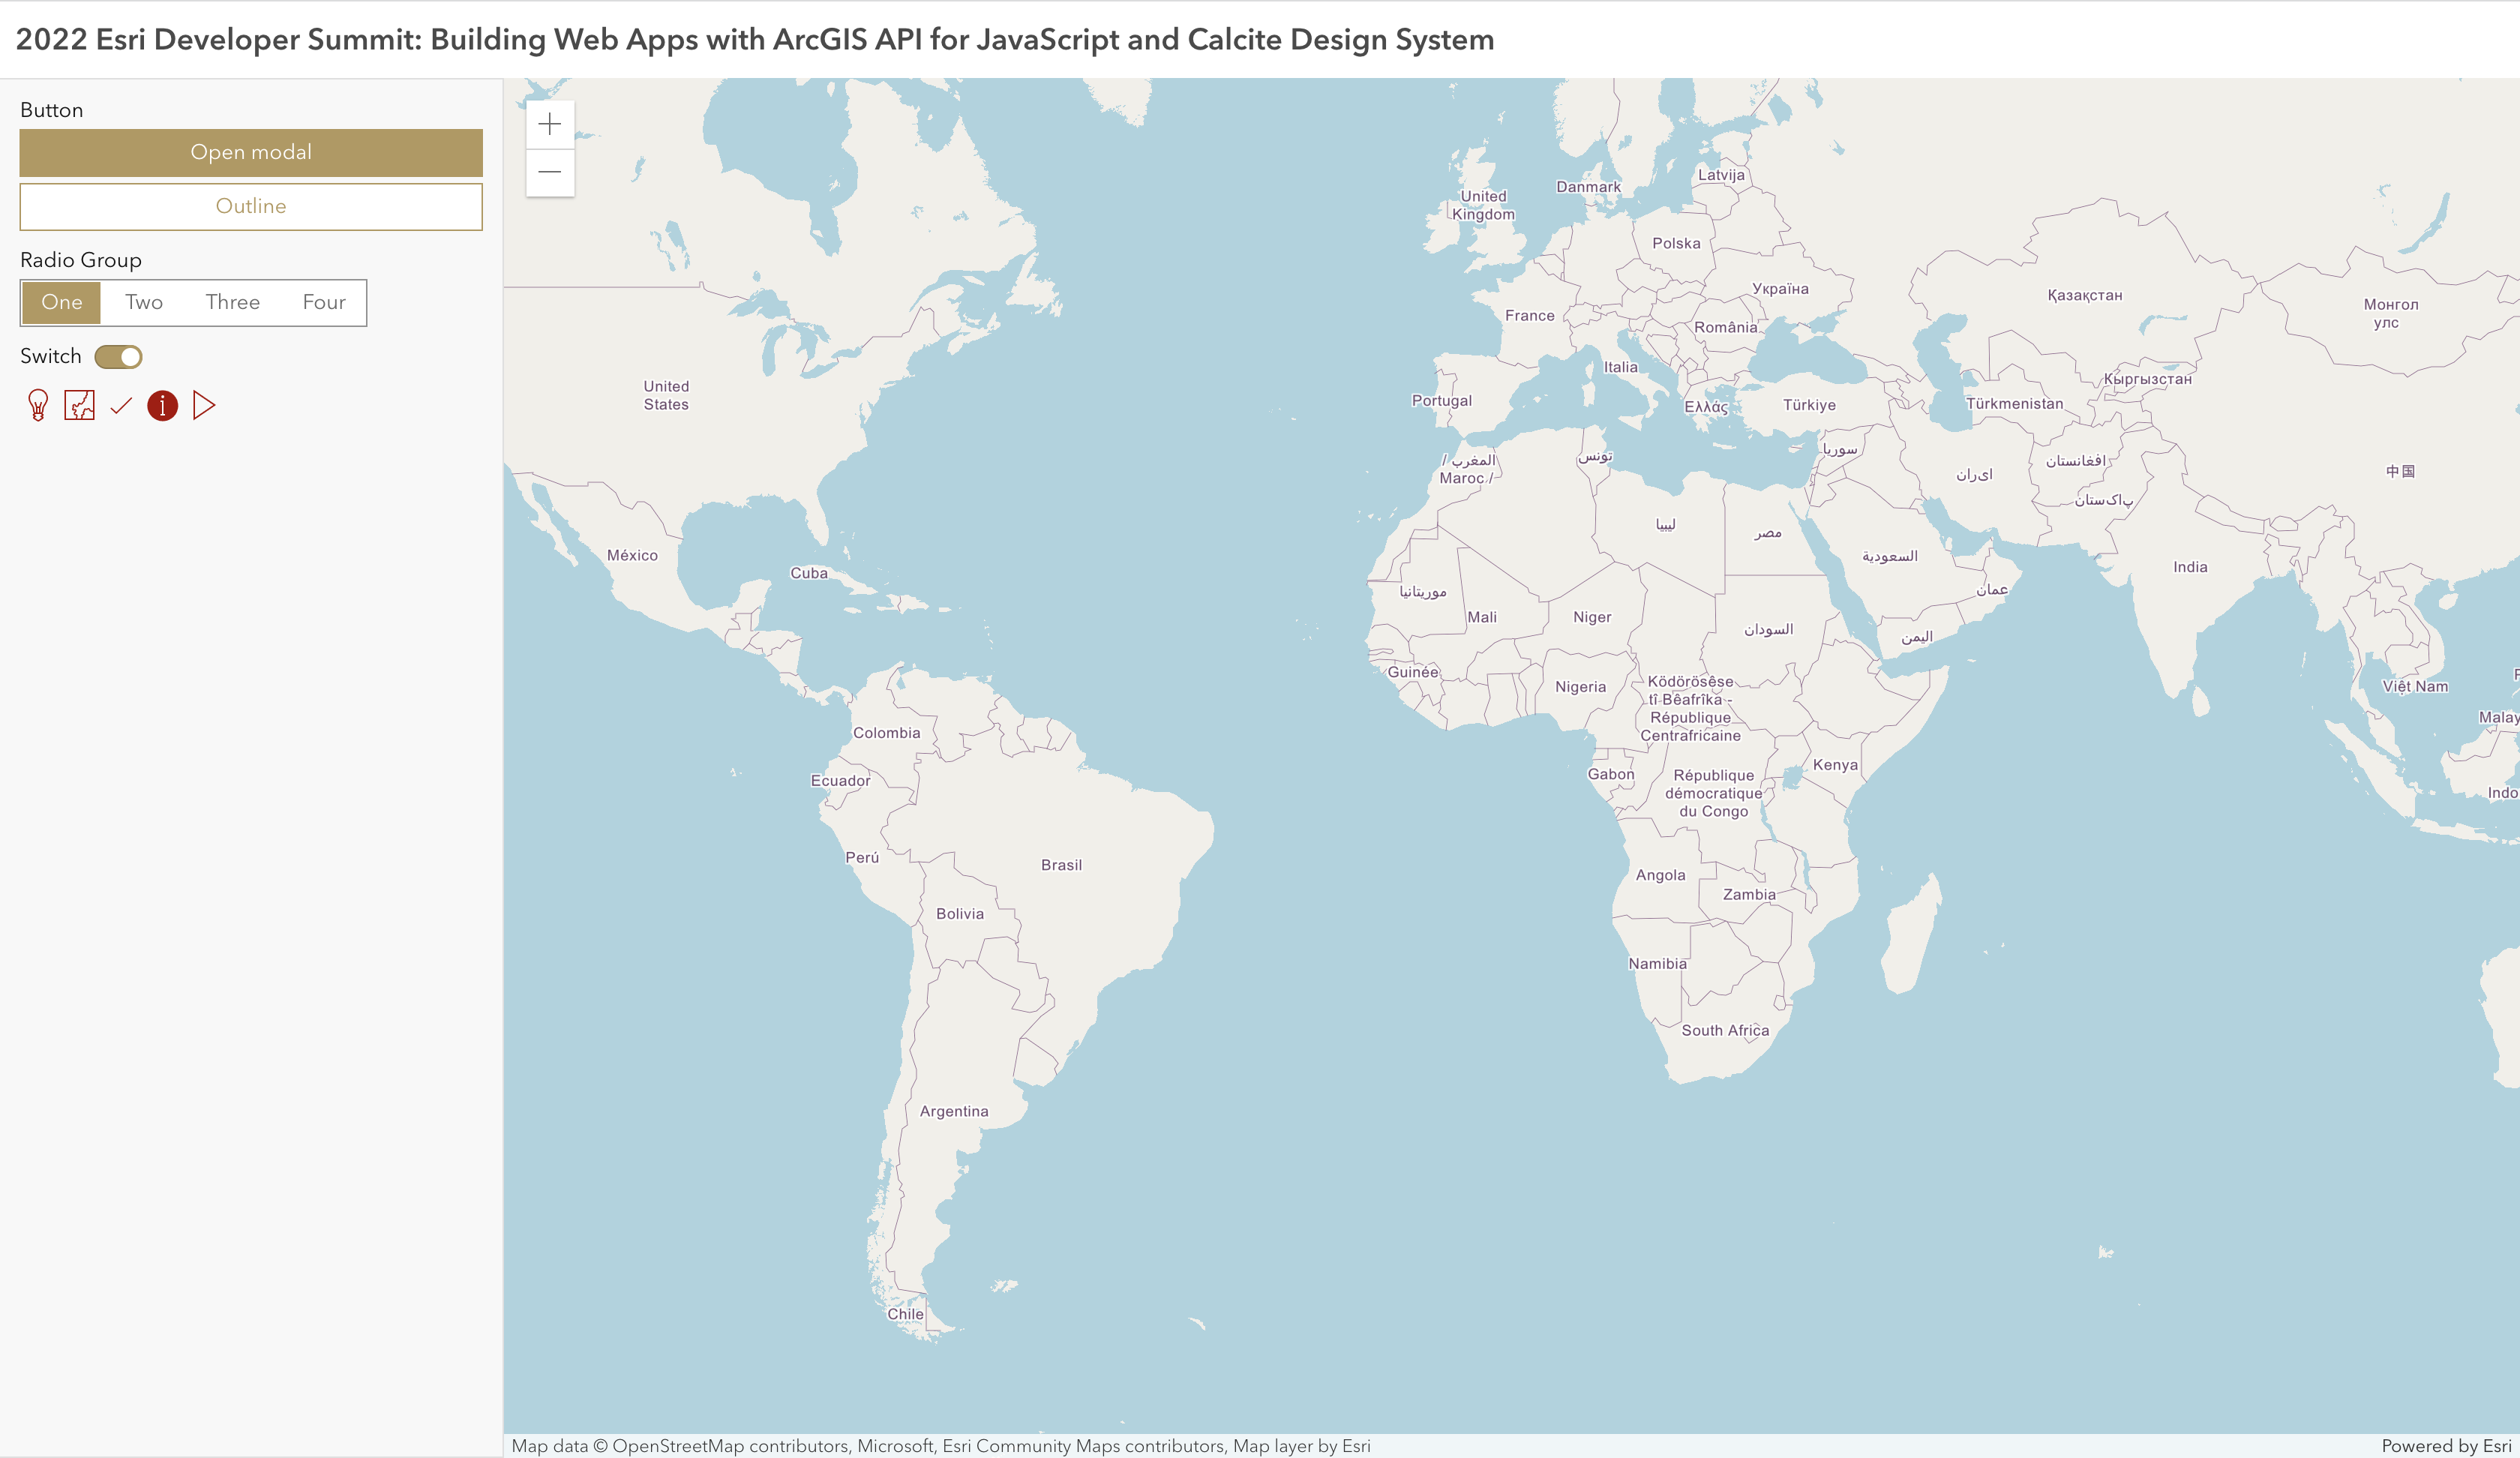 2022 Esri Developer Summit: Building Web Apps with ArcGIS API for JavaScript and Calcite Design System
Button
Open modal
Outline
Radio Group
One Two Three Four
Switch
United
Kingdom
Danmark
Latvija
Polska
Україна
France
România
Italia
Portugal
Ελλάς
Türkiye
Қазақстан
Монгол
улс
Кыргызстан
Türkmenistan
United
States
المغرب /
Maroc /
تونس
سوريا
ایران
افغانستان
پاکستان
中国
ليبيا
مصر
السعودية
عمان
India
México
Cuba
موريتانيا
Mali
Niger
السودان
اليمن
Guinée
Nigeria
Ködörösêse
tî Bêafrîka -
République
Centrafricaine
Việt Nam
Malay
Colombia
Ecuador
Gabon
République
démocratique
du Congo
Kenya
Indo
Perú
Brasil
Angola
Zambia
Bolivia
Namibia
South Africa
Argentina
Chile
Map data © OpenStreetMap contributors, Microsoft, Esri Community Maps contributors, Map layer by Esri
Powered by Esri